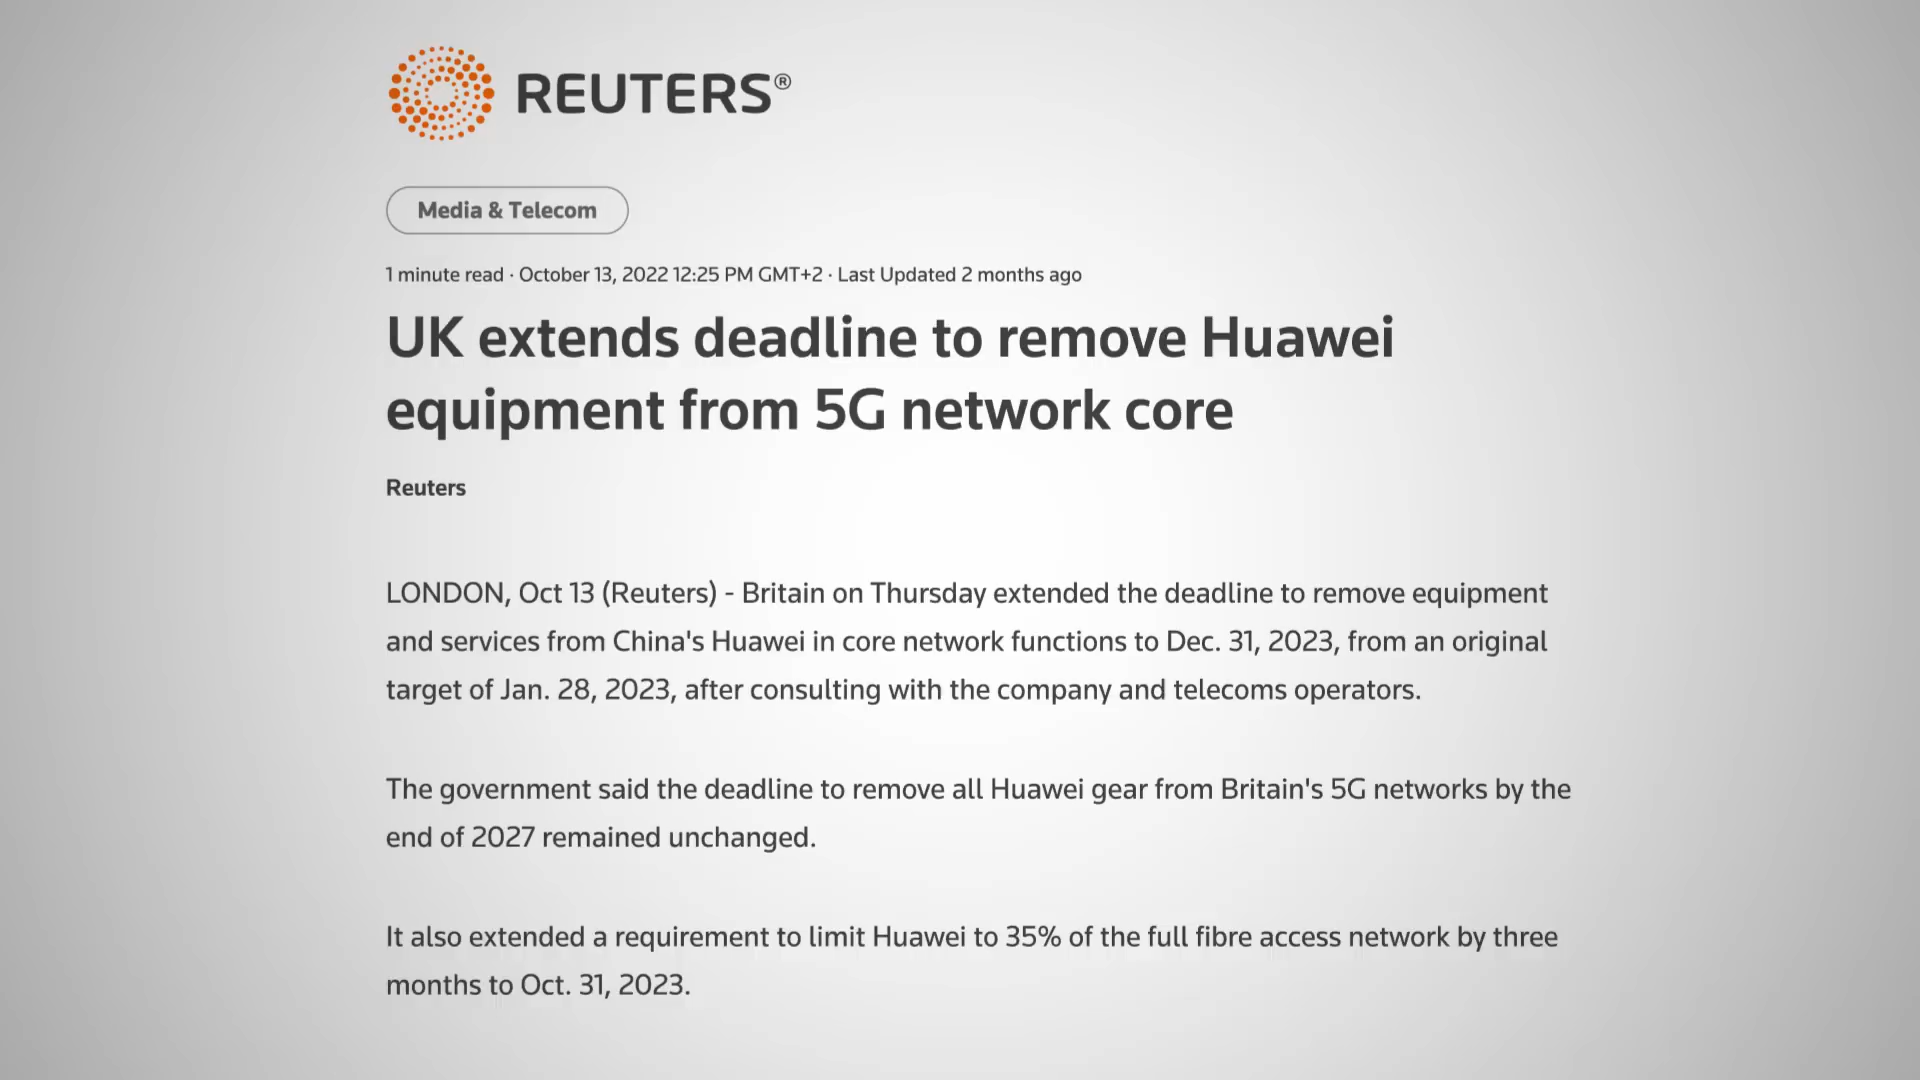 REUTERS®
Media & Telecom
1 minute read · October 13, 2022 12:25 PM GMT+2 · Last Updated 2 months ago
UK extends deadline to remove Huawei
equipment from 5G network core
Reuters
LONDON, Oct 13 (Reuters) - Britain on Thursday extended the deadline to remove equipment
and services from China's Huawei in core network functions to Dec. 31, 2023, from an original
target of Jan. 28, 2023, after consulting with the company and telecoms operators.
The government said the deadline to remove all Huawei gear from Britain's 5G networks by the
end of 2027 remained unchanged.
It also extended a requirement to limit Huawei to 35% of the full fibre access network by three
months to Oct. 31, 2023.